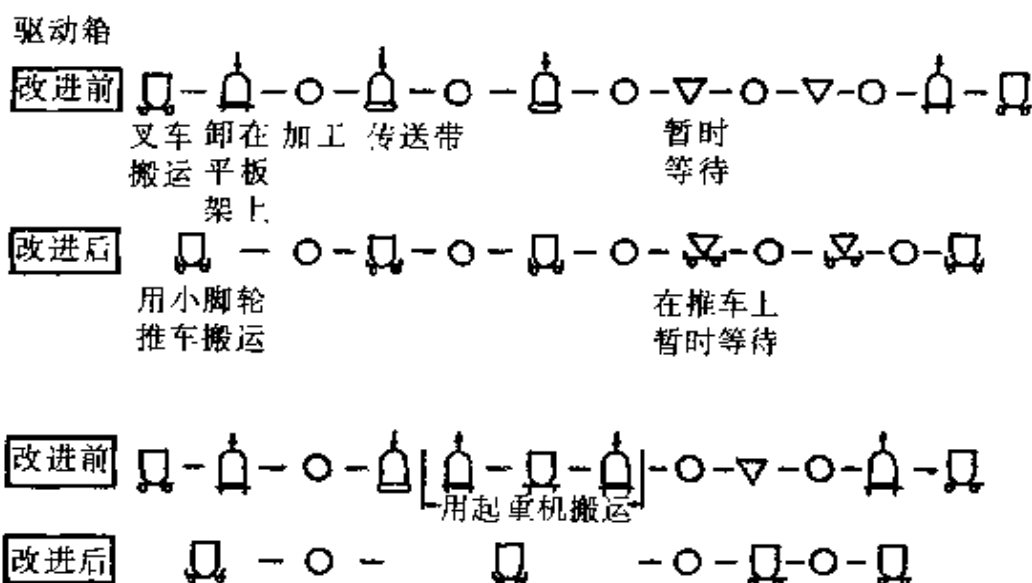 驱动箱
改进前
叉车 卸在 加工 传送带 暂时
搬运 平板 等待
架上
改进后
用小脚轮 在推车上
推车搬运 暂时等待
改进前
用起重机搬运
改进后